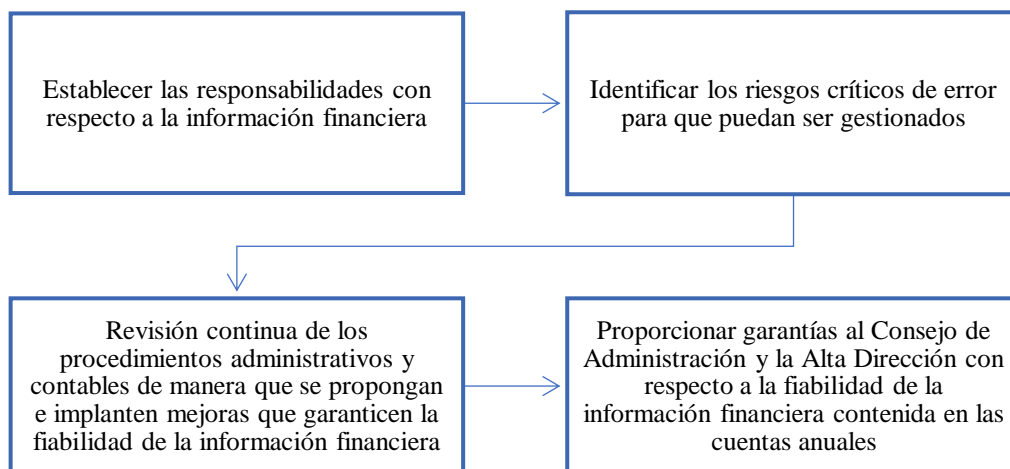 Establecer las responsabilidades con
respecto a la información financiera
Identificar los riesgos críticos de error
para que puedan ser gestionados
Revisión continua de los
procedimientos administrativos y
contables de manera que se propongan
e implanten mejoras que garanticen la
fiabilidad de la información financiera
Proporcionar garantías al Consejo de
Administración y la Alta Dirección con
respecto a la fiabilidad de la
información financiera contenida en las
cuentas anuales